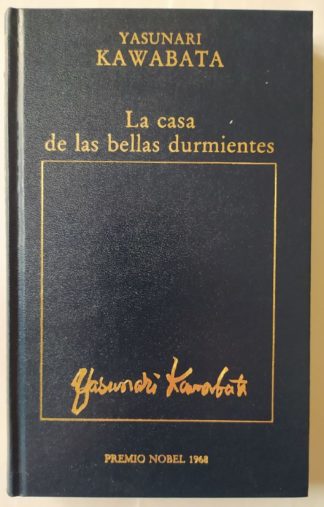 YASUNARI
KAWABATA
La casa
de las bellas durmientes
Yasunari Kawabata
PREMIO NOBEL 1968